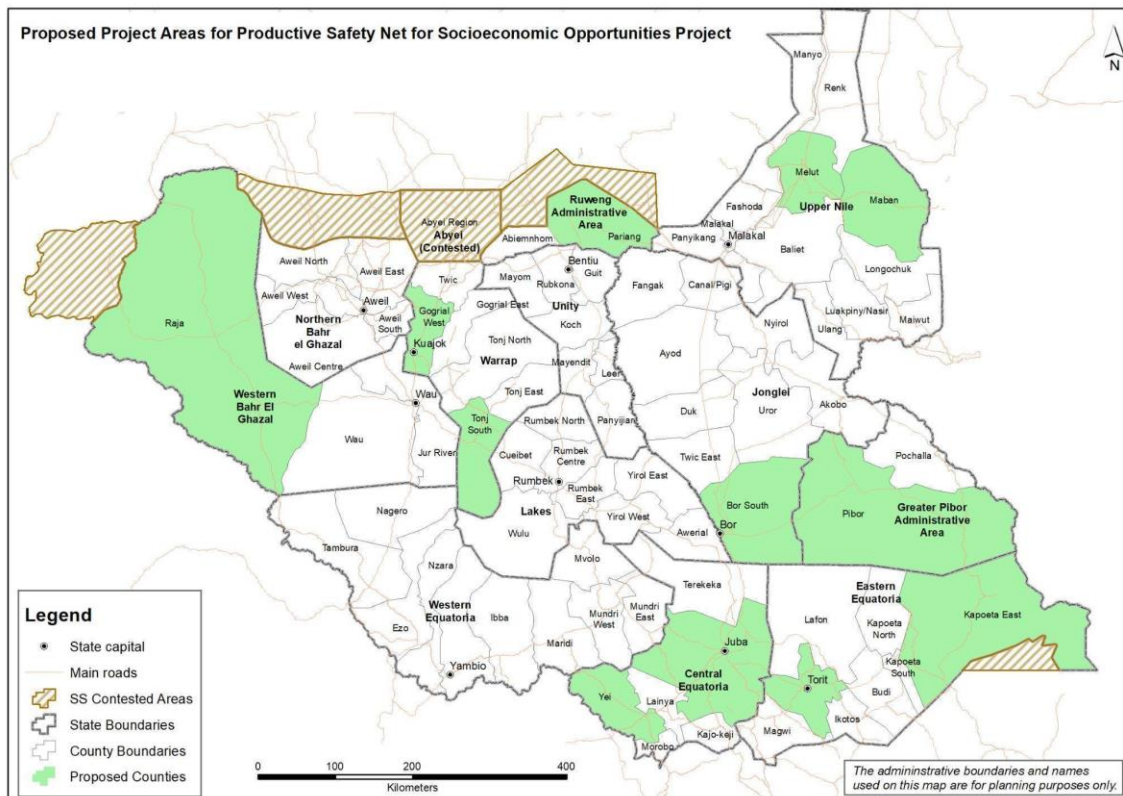 Proposed Project Areas for Productive Safety Net for Socioeconomic Opportunities Project
N
Manyo
Renk
Melut
Maban
Upper Nile
Fashoda
Malakal
Malakal
Panyikang
Baliet
Longochuk
Luakpiny/Nasir
Maiwut
Ulang
Ruweng
Administrative
Area
Pariang
Abyei Region
Abyei
(Contested)
Abiemnhom
Aweil North
Aweil East
Aweil West
Aweil
Aweil
South
Northern
Bahr
el Ghazal
Aweil Centre
Raja
Western
Bahr El
Ghazal
Wau
Wau
Jur River
Twic
Gogrial
West
Gogrial East
Kuajok
Tonj North
Warrap
Tonj East
Tonj
South
Mayom
Bentiu
Rubkona
Guit
Unity
Koch
Mayendit
Leer
Panyijian
Fangak
Canal/Pigi
Nyirol
Ayod
Jonglei
Uror
Akobo
Duk
Twic East
Pochalla
Bor South
Bor
Pibor
Greater Pibor
Administrative
Area
Rumbek North
Cueibet
Rumbek
Centre
Rumbek
Rumbek
East
Lakes
Wulu
Yirol East
Yirol West
Awerial
Nagero
Tambura
Nzara
Western
Equatoria
Ezo
Ibba
Yambio
Maridi
Mvolo
Mundri
West
Mundri
East
Terekeka
Juba
Central
Equatoria
Yei
Lainya
Morobo
Kajo-keji
Eastern
Equatoria
Lafon
Kapoeta
North
Kapoeta East
Kapoeta
South
Torit
Budi
Ikotos
Magwi
Legend
State capital
Main roads
SS Contested Areas
State Boundaries
County Boundaries
Proposed Counties
0 100 200 400
Kilometers
The admininstrative boundaries and names
used on this map are for planning purposes only.